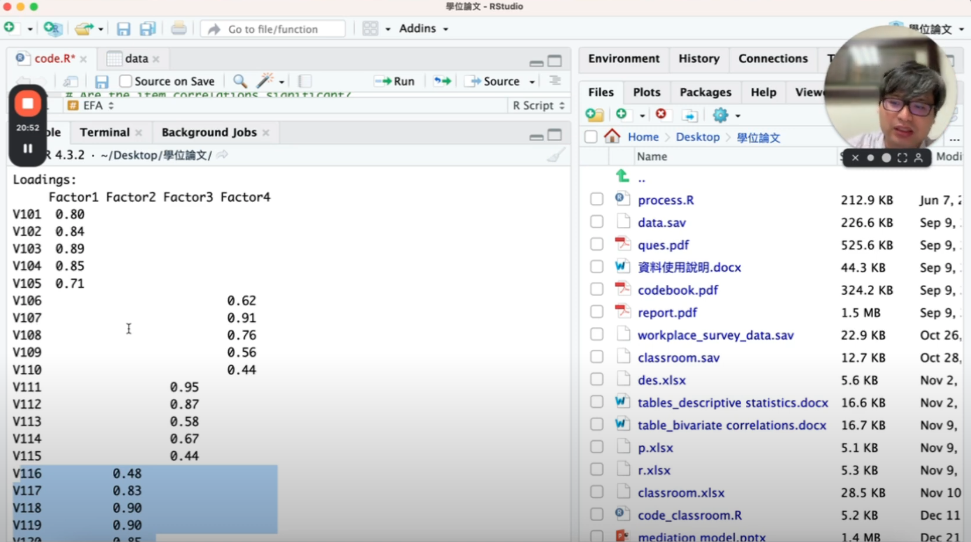 學位論文 - RStudio
Go to file/function
Addins
學位論文
code.R*
data
Source on Save
Run
Source
# Are the item correlations significant?
EFA
R Script
20:52
Terminal
Background Jobs
R 4.3.2 · ~/Desktop/學位論文/
Loadings:
Factor1 Factor2 Factor3 Factor4
V101 0.80
V102 0.84
V103 0.89
V104 0.85
V105 0.71
V106 0.62
V107 0.91
V108 0.76
V109 0.56
V110 0.44
V111 0.95
V112 0.87
V113 0.58
V114 0.67
V115 0.44
V116 0.48
V117 0.83
V118 0.90
V119 0.90
V120 0.85
Environment History Connections
Files Plots Packages Help
Home Desktop 學位論文
Name
..
process.R 212.9 KB Jun 7,
data.sav 226.6 KB Sep 9,
ques.pdf 525.6 KB Sep 9,
資料使用說明.docx 44.3 KB Sep 9,
codebook.pdf 324.2 KB Sep 9,
report.pdf 1.5 MB Sep 9,
workplace_survey_data.sav 22.9 KB Oct 26,
classroom.sav 12.7 KB Oct 28,
des.xlsx 5.6 KB Nov 2,
tables_descriptive statistics.docx 16.6 KB Nov 2,
table_bivariate correlations.docx 16.7 KB Nov 9,
p.xlsx 5.1 KB Nov 9,
r.xlsx 5.3 KB Nov 9,
classroom.xlsx 28.5 KB Nov 10
code_classroom.R 5.2 KB Dec 11
mediation model.pptx 1.4 MB Dec 21